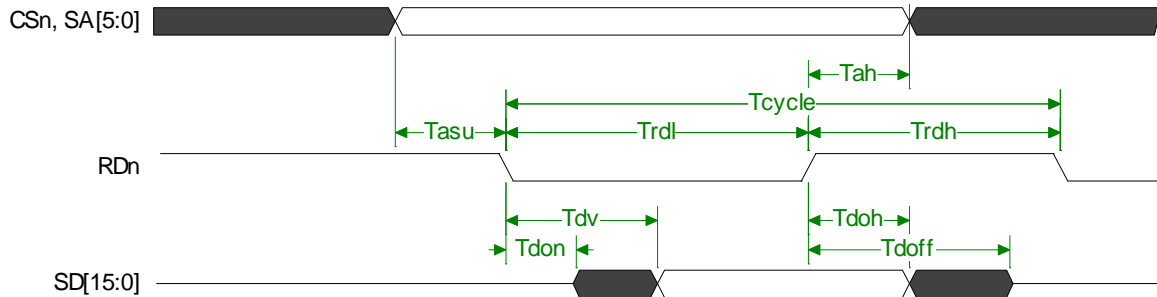 CSn, SA[5:0]
Tah
Tcycle
Tasu Trdl Trdh
RDn
Tdv Tdoh
Tdon Tdoff
SD[15:0]